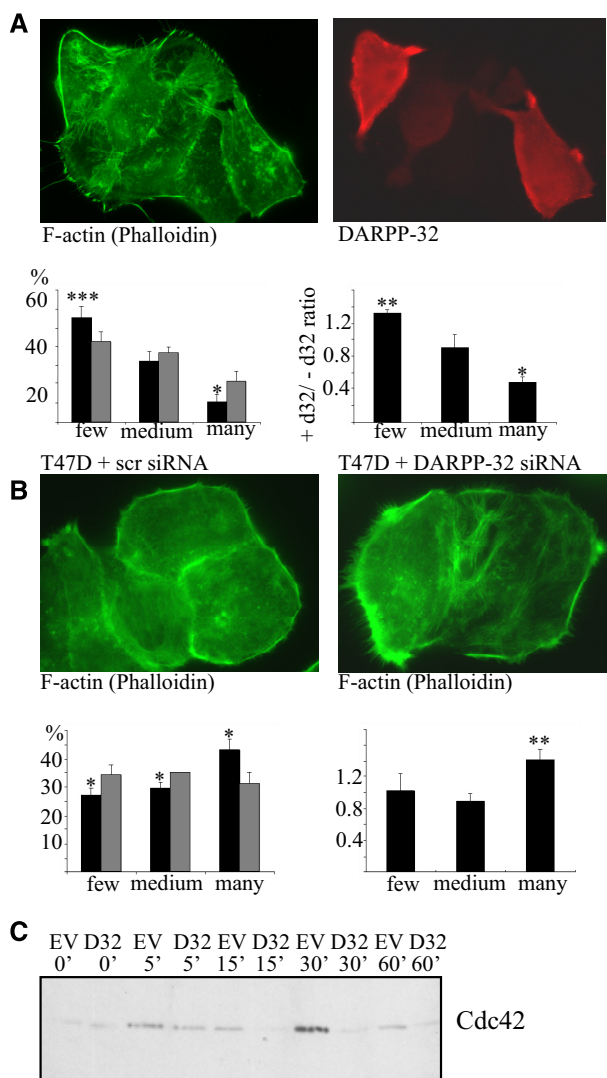 A
F-actin (Phalloidin)
DARPP-32
%
60
40
20
***
*
few medium many
+ d32/ - d32 ratio
1.2
0.8
0.4
**
*
few medium many
B
T47D + scr siRNA
T47D + DARPP-32 siRNA
F-actin (Phalloidin)
F-actin (Phalloidin)
%
40
30
20
10
*
*
*
few medium many
1.2
0.8
0.4
**
few medium many
C
EV D32 EV D32 EV D32 EV D32 EV D32
0' 0' 5' 5' 15' 15' 30' 30' 60' 60'
Cdc42